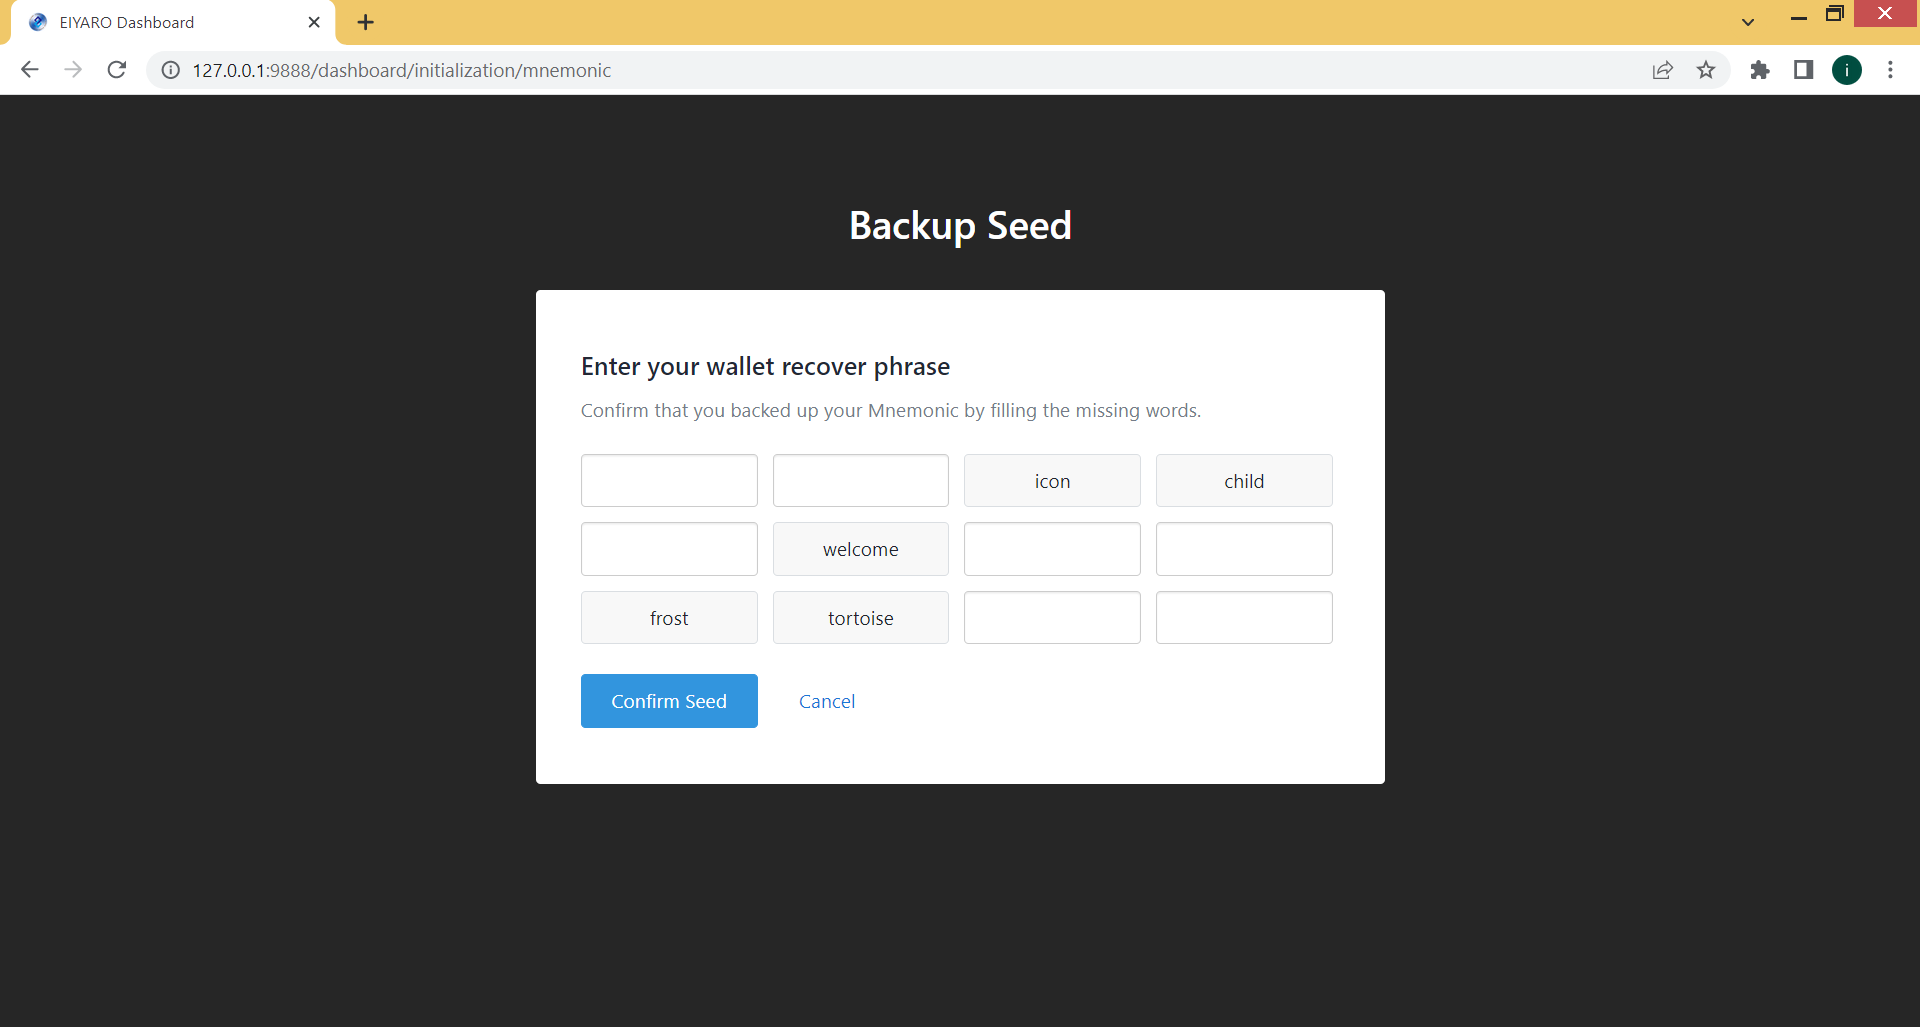 EIYARO Dashboard
127.0.0.1:9888/dashboard/initialization/mnemonic
i
Backup Seed
Enter your wallet recover phrase
Confirm that you backed up your Mnemonic by filling the missing words.
icon child
welcome
frost tortoise
Confirm Seed Cancel